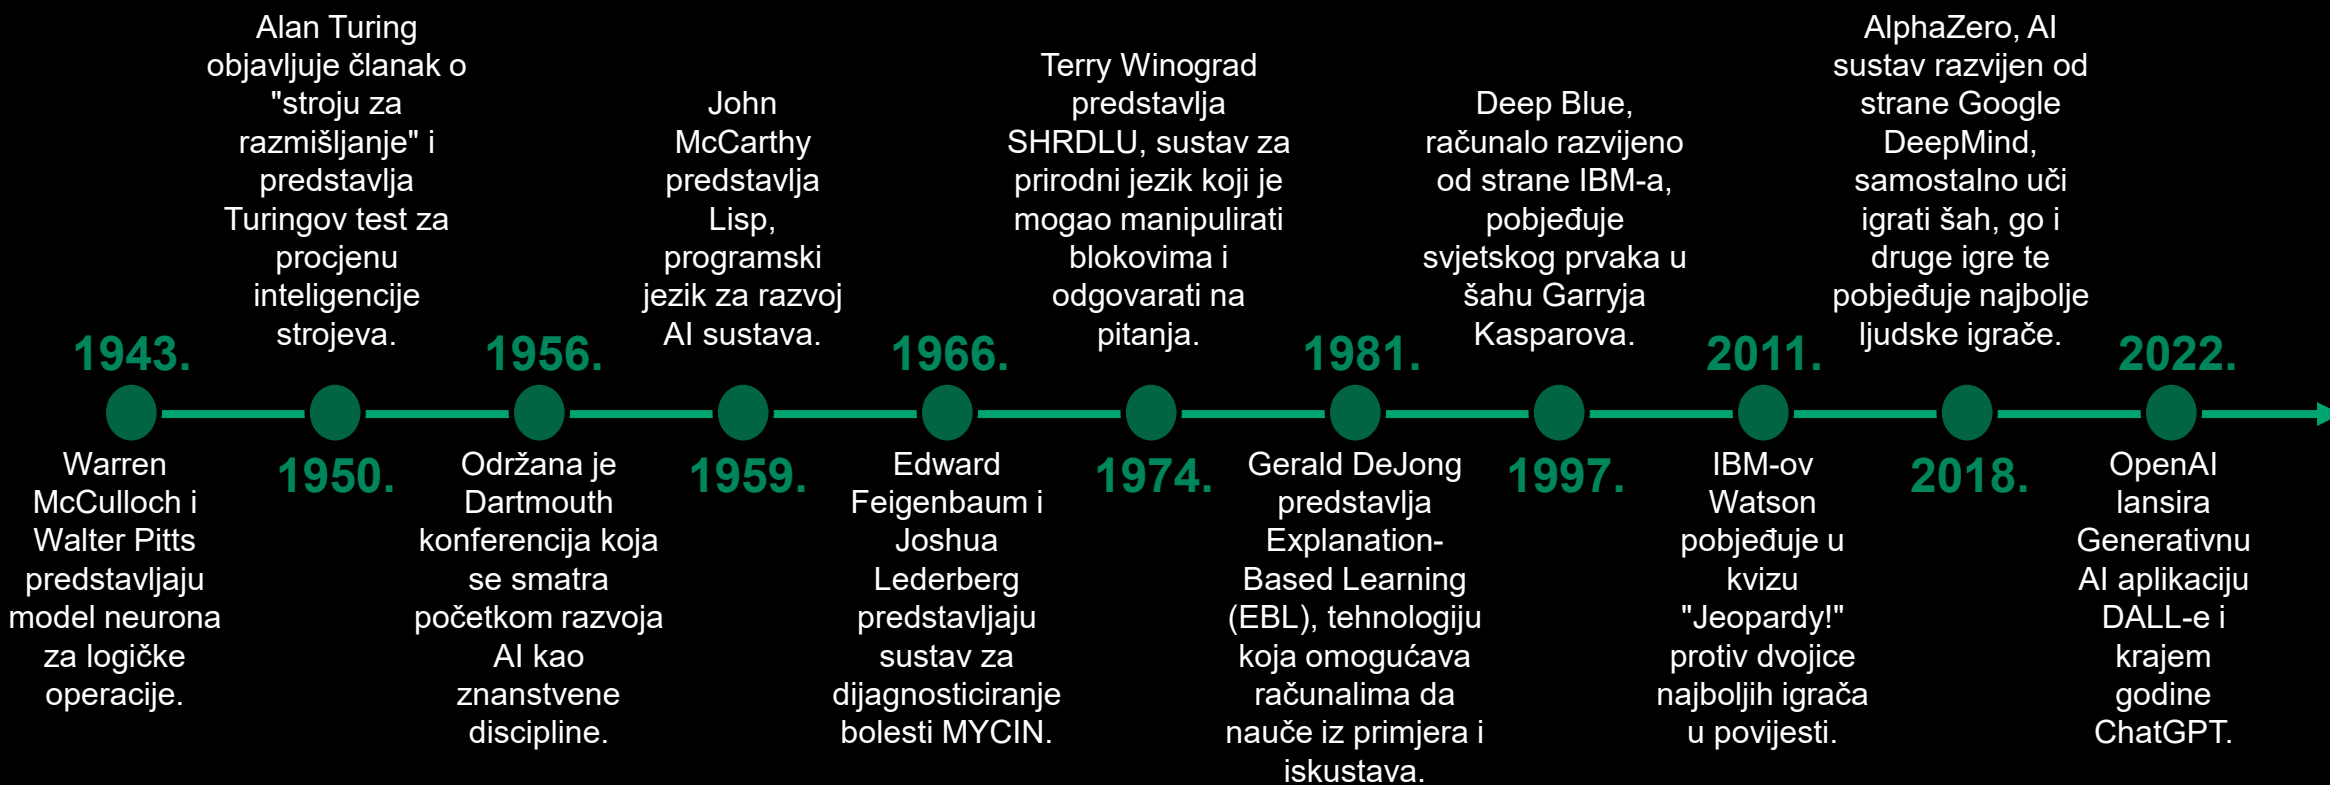 1943.
Warren
McCulloch i
Walter Pitts
predstavljaju
model neurona
za logičke
operacije.
Alan Turing
objavljuje članak o
"stroju za
razmišljanje" i
predstavlja
Turingov test za
procjenu
inteligencije
strojeva.
1950.
1956.
Održana je
Dartmouth
konferencija koja
se smatra
početkom razvoja
AI kao
znanstvene
discipline.
John
McCarthy
predstavlja
Lisp,
programski
jezik za razvoj
AI sustava.
1959.
1966.
Edward
Feigenbaum i
Joshua
Lederberg
predstavljaju
sustav za
dijagnosticiranje
bolesti MYCIN.
Terry Winograd
predstavlja
SHRDLU, sustav za
prirodni jezik koji je
mogao manipulirati
blokovima i
odgovarati na
pitanja.
1974.
1981.
Gerald DeJong
predstavlja
Explanation-
Based Learning
(EBL), tehnologiju
koja omogućava
računalima da
nauče iz primjera i
iskustava.
Deep Blue,
računalo razvijeno
od strane IBM-a,
pobjeđuje
svjetskog prvaka u
šahu Garryja
Kasparova.
1997.
2011.
IBM-ov
Watson
pobjeđuje u
kvizu
"Jeopardy!"
protiv dvojice
najboljih igrača
u povijesti.
AlphaZero, AI
sustav razvijen od
strane Google
DeepMind,
samostalno uči
igrati šah, go i
druge igre te
pobjeđuje najbolje
ljudske igrače.
2018.
2022.
OpenAI
lansira
Generativnu
AI aplikaciju
DALL-e i
krajem
godine
ChatGPT.